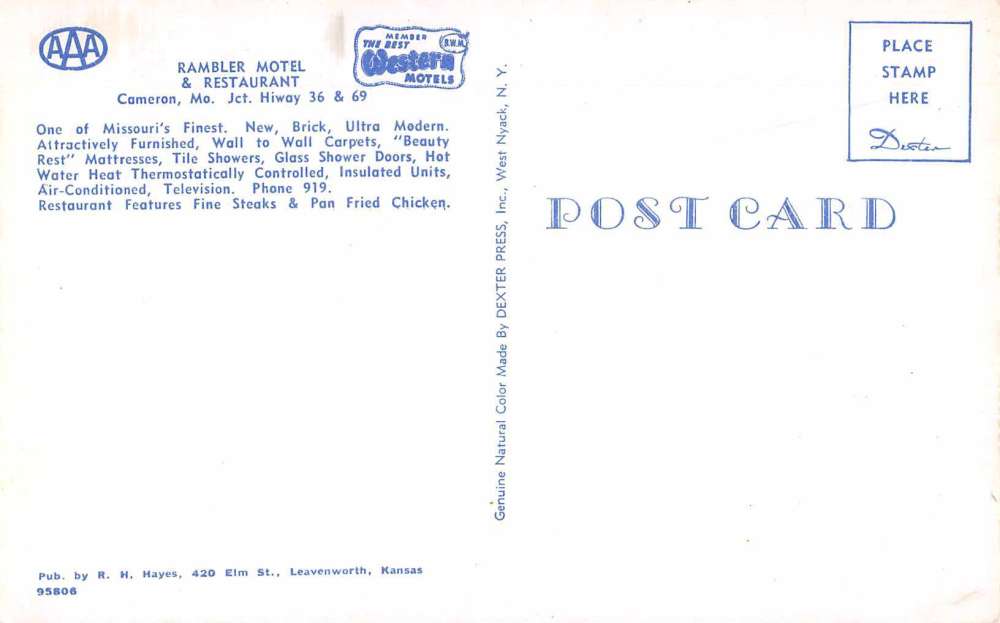 AAA
RAMBLER MOTEL
& RESTAURANT
Cameron, Mo. Jct. Hiway 36 & 69
MEMBER
THE BEST
B.W.M.
Western
MOTELS
One of Missouri's Finest. New, Brick, Ultra Modern.
Attractively Furnished, Wall to Wall Carpets, "Beauty
Rest" Mattresses, Tile Showers, Glass Shower Doors, Hot
Water Heat Thermostatically Controlled, Insulated Units,
Air-Conditioned, Television. Phone 919.
Restaurant Features Fine Steaks & Pan Fried Chicken.
Pub. by R. H. Hayes, 420 Elm St., Leavenworth, Kansas
95806
Genuine Natural Color Made By DEXTER PRESS, Inc., West Nyack, N. Y.
PLACE
STAMP
HERE
Dexter
POST CARD